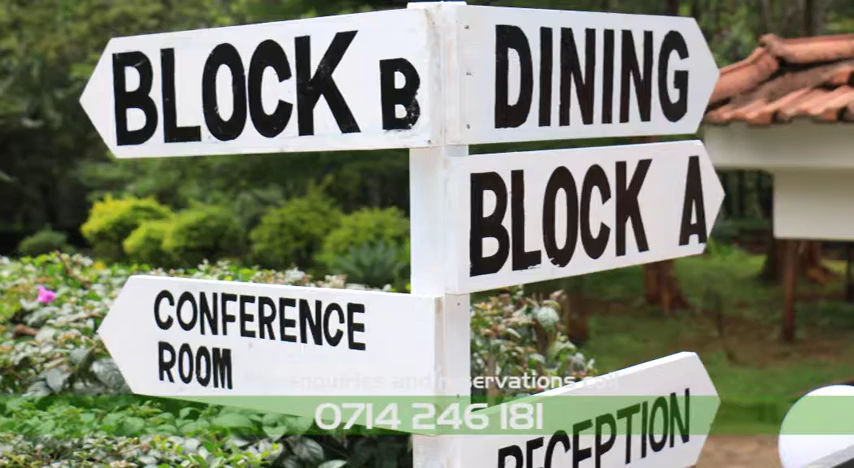 BLOCK B
DINING
BLOCK A
CONFERENCE
ROOM
enquiries and reservations call
0714 246 181
RECEPTION